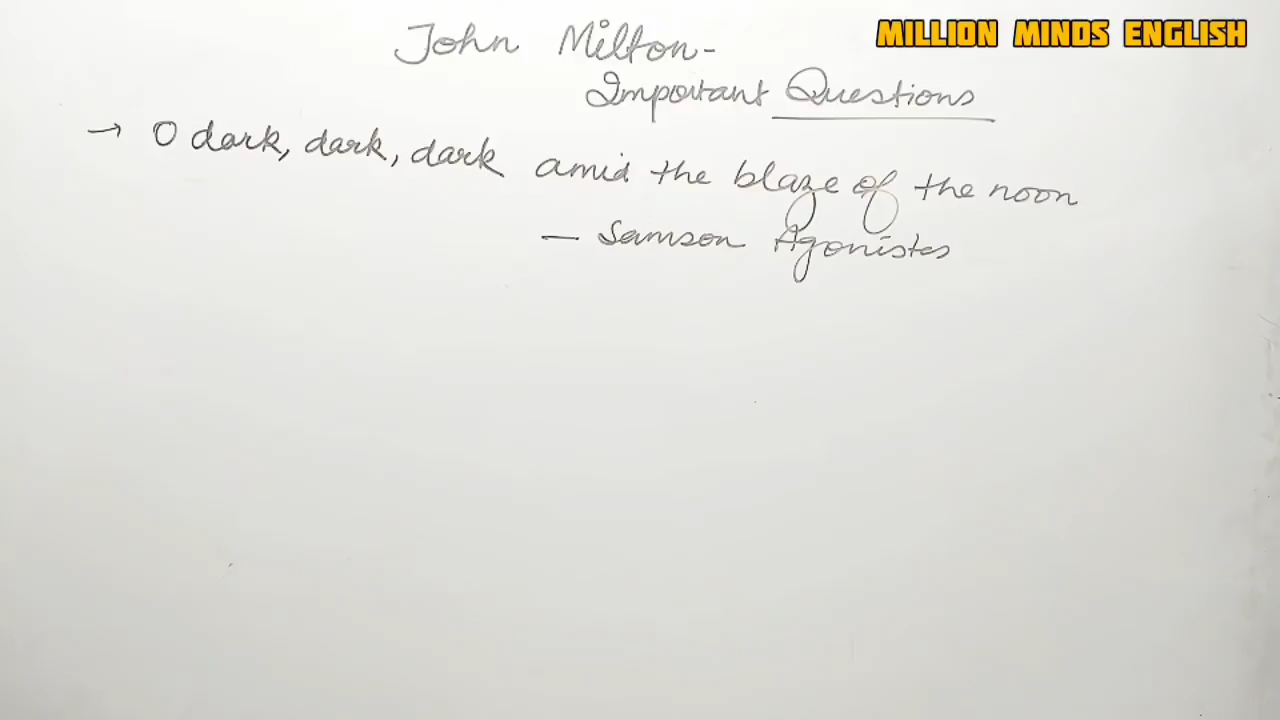 MILLION MINDS ENGLISH
John Milton-
Important Questions
→ O dark, dark, dark amid the blaze of the noon
— Samson Agonistes